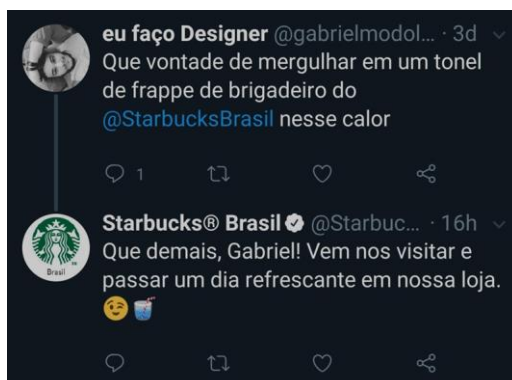 eu faço Designer @gabrielmodol... · 3d
Que vontade de mergulhar em um tonel
de frappe de brigadeiro do
@StarbucksBrasil nesse calor
1
Starbucks® Brasil @Starbuc... · 16h
Brasil
Que demais, Gabriel! Vem nos visitar e
passar um dia refrescante em nossa loja.
😉🥤